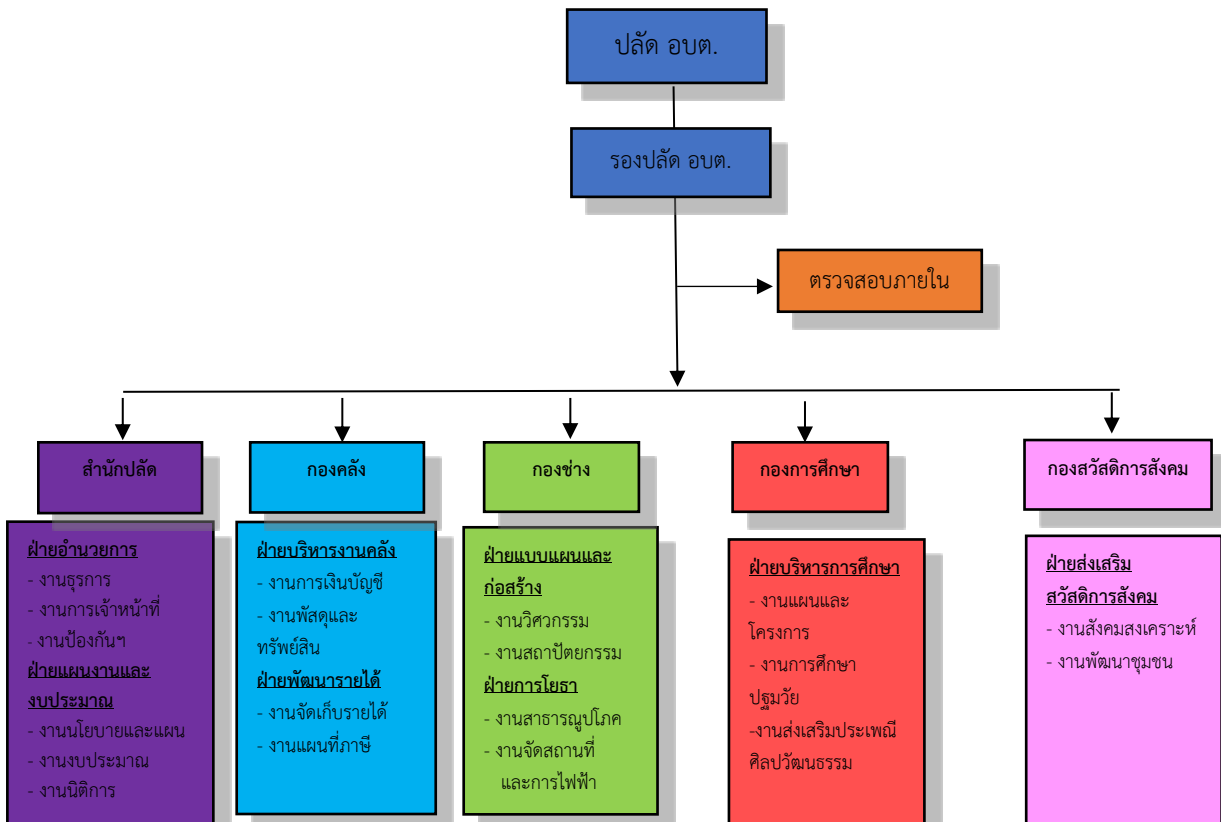 ปลัด อบต.
รองปลัด อบต.
ตรวจสอบภายใน
สำนักปลัด
ฝ่ายอำนวยการ
- งานธุรการ
- งานการเจ้าหน้าที่
- งานป้องกันฯ
ฝ่ายแผนงานและ
งบประมาณ
- งานนโยบายและแผน
- งานงบประมาณ
- งานนิติการ
กองคลัง
ฝ่ายบริหารงานคลัง
- งานการเงินบัญชี
- งานพัสดุและ
ทรัพย์สิน
ฝ่ายพัฒนารายได้
- งานจัดเก็บรายได้
- งานแผนที่ภาษี
กองช่าง
ฝ่ายแบบแผนและ
ก่อสร้าง
- งานวิศวกรรม
- งานสถาปัตยกรรม
ฝ่ายการโยธา
- งานสาธารณูปโภค
- งานจัดสถานที่
และการไฟฟ้า
กองการศึกษา
ฝ่ายบริหารการศึกษา
- งานแผนและ
โครงการ
- งานการศึกษา
ปฐมวัย
-งานส่งเสริมประเพณี
ศิลปวัฒนธรรม
กองสวัสดิการสังคม
ฝ่ายส่งเสริม
สวัสดิการสังคม
- งานสังคมสงเคราะห์
- งานพัฒนาชุมชน